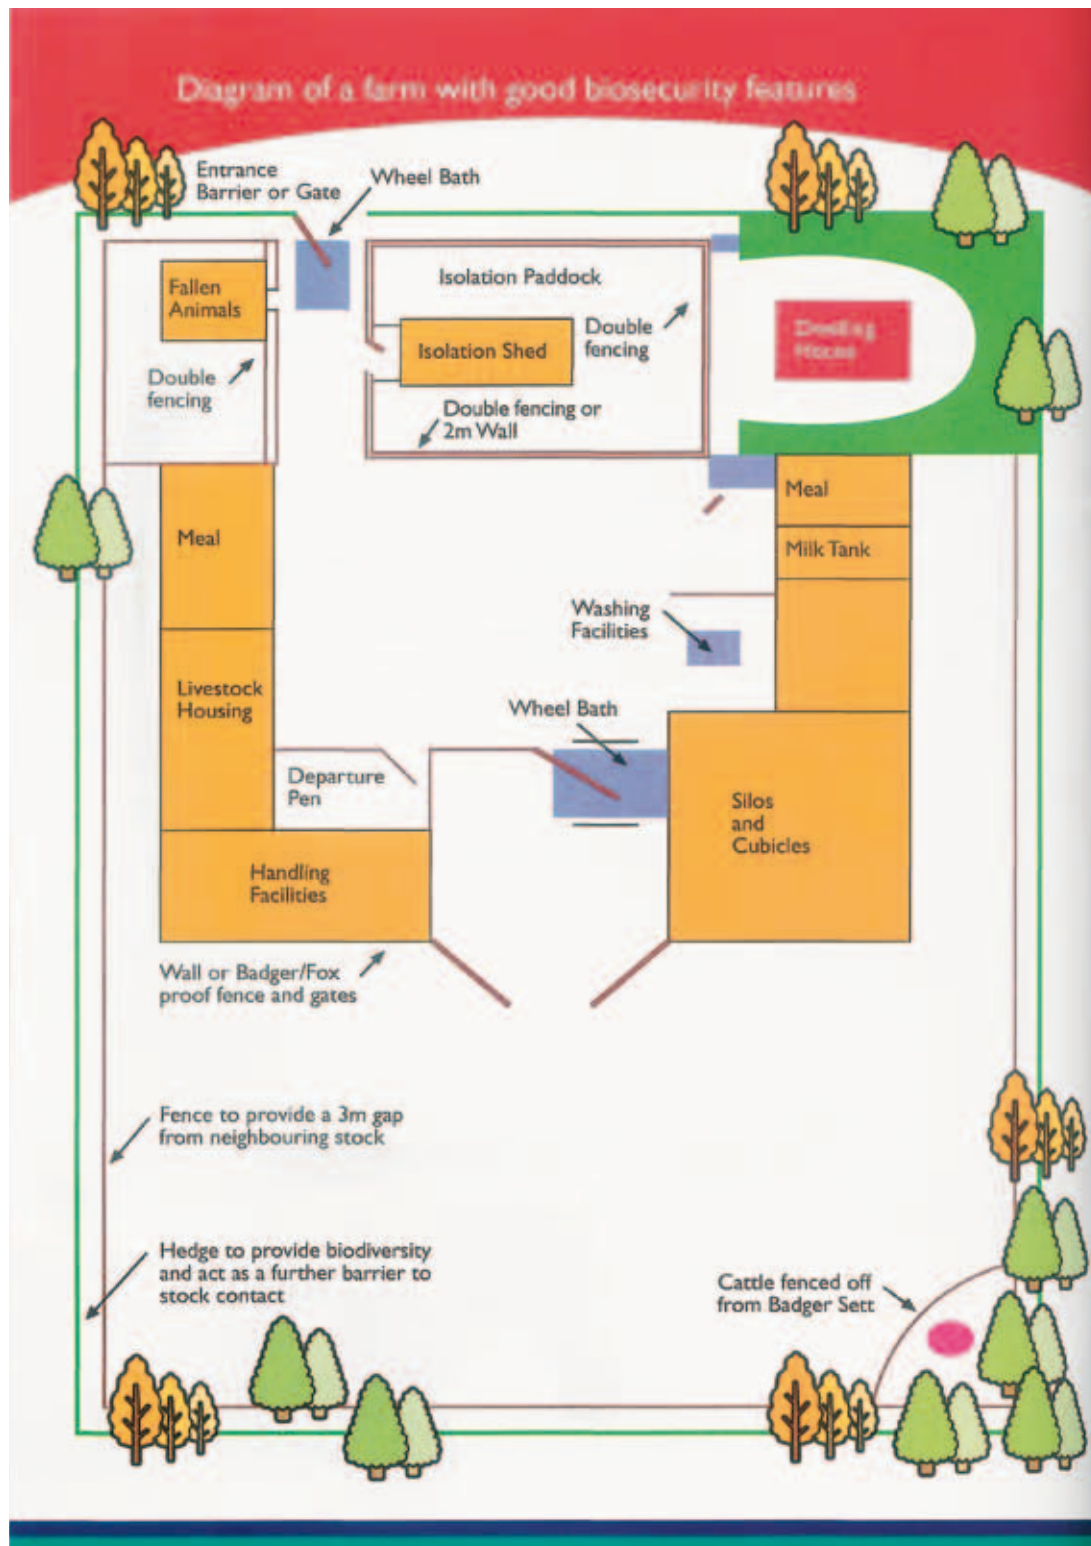 Diagram of a farm with good biosecurity features
Entrance
Barrier or Gate
Wheel Bath
Fallen
Animals
Isolation Paddock
Double
fencing
Isolation Shed
Double
fencing
Double fencing or
2m Wall
Meal
Milk Tank
Meal
Washing
Facilities
Livestock
Housing
Wheel Bath
Departure
Pen
Silos
and
Cubicles
Handling
Facilities
Wall or Badger/Fox
proof fence and gates
Fence to provide a 3m gap
from neighbouring stock
Hedge to provide biodiversity
and act as a further barrier to
stock contact
Cattle fenced off
from Badger Sett